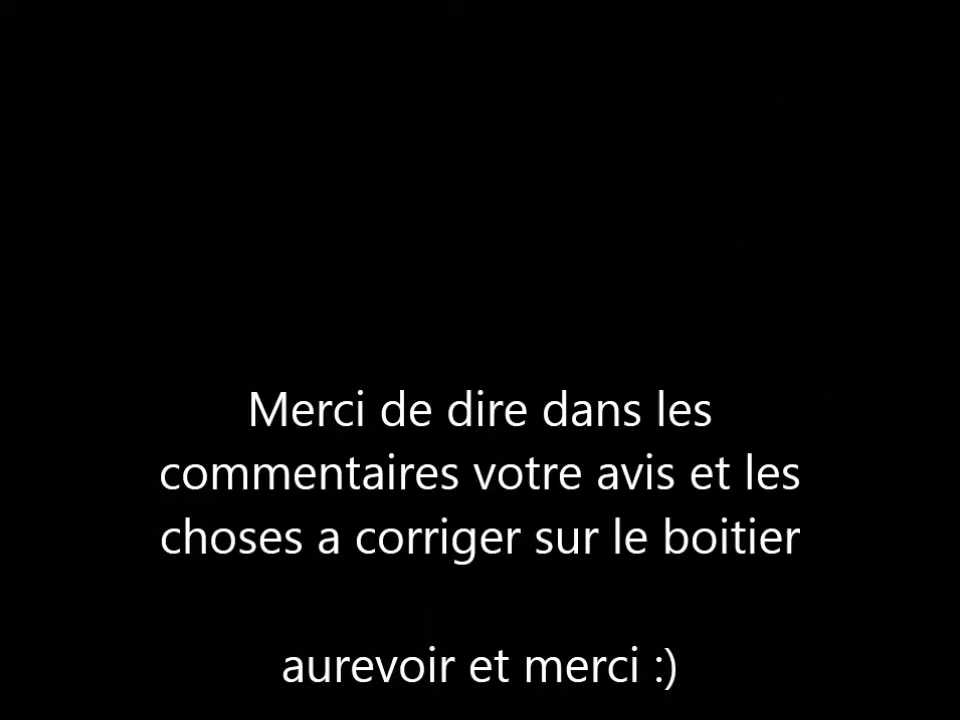 Merci de dire dans les
commentaires votre avis et les
choses a corriger sur le boitier
aurevoir et merci :)